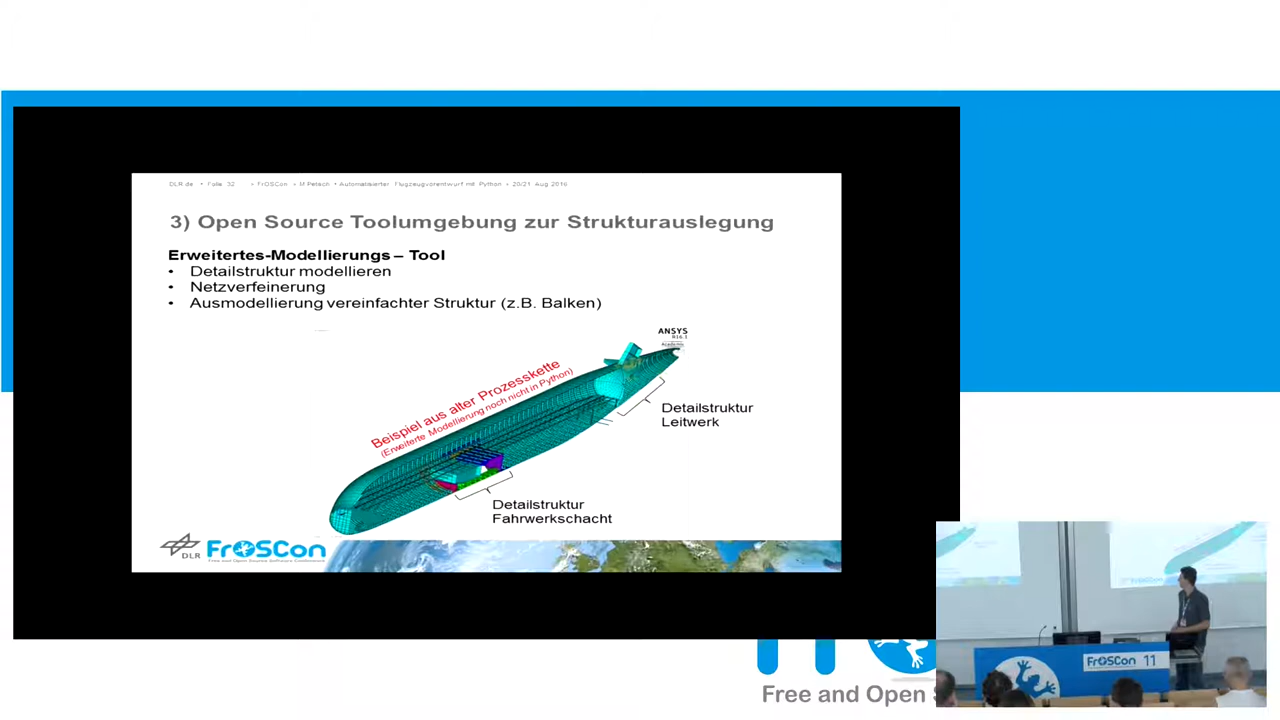 DLR.de • Folie 32 > FrOSCon > M Petsch • Automatisierter Flugzeugvorentwurf mit Python > 20/21 Aug 2016
3) Open Source Toolumgebung zur Strukturauslegung
Erweitertes-Modellierungs – Tool
• Detailstruktur modellieren
• Netzverfeinerung
• Ausmodellierung vereinfachter Struktur (z.B. Balken)
ANSYS
R16.1
Academic
Beispiel aus alter Prozesskette
(Erweiterte Modellierung noch nicht in Python)
Detailstruktur
Leitwerk
Detailstruktur
Fahrwerkschacht
DLR
FrOSCon
Free and Open Source Software Conference
FrOSCon 11
Free and Open S